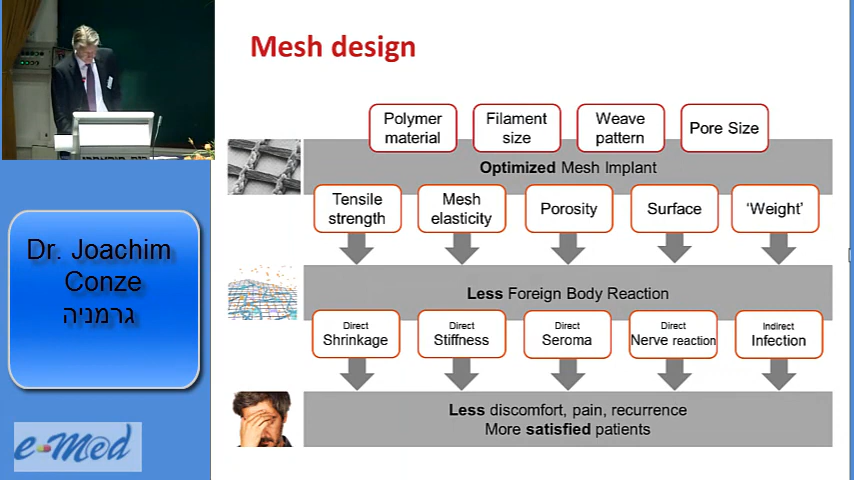 Mesh design
Polymer
material
Filament
size
Weave
pattern
Pore Size
Optimized Mesh Implant
Tensile
strength
Mesh
elasticity
Porosity
Surface
‘Weight’
Less Foreign Body Reaction
Direct
Shrinkage
Direct
Stiffness
Direct
Seroma
Direct
Nerve reaction
Indirect
Infection
Less discomfort, pain, recurrence
More satisfied patients
Dr. Joachim
Conze
גרמניה
e-M@d